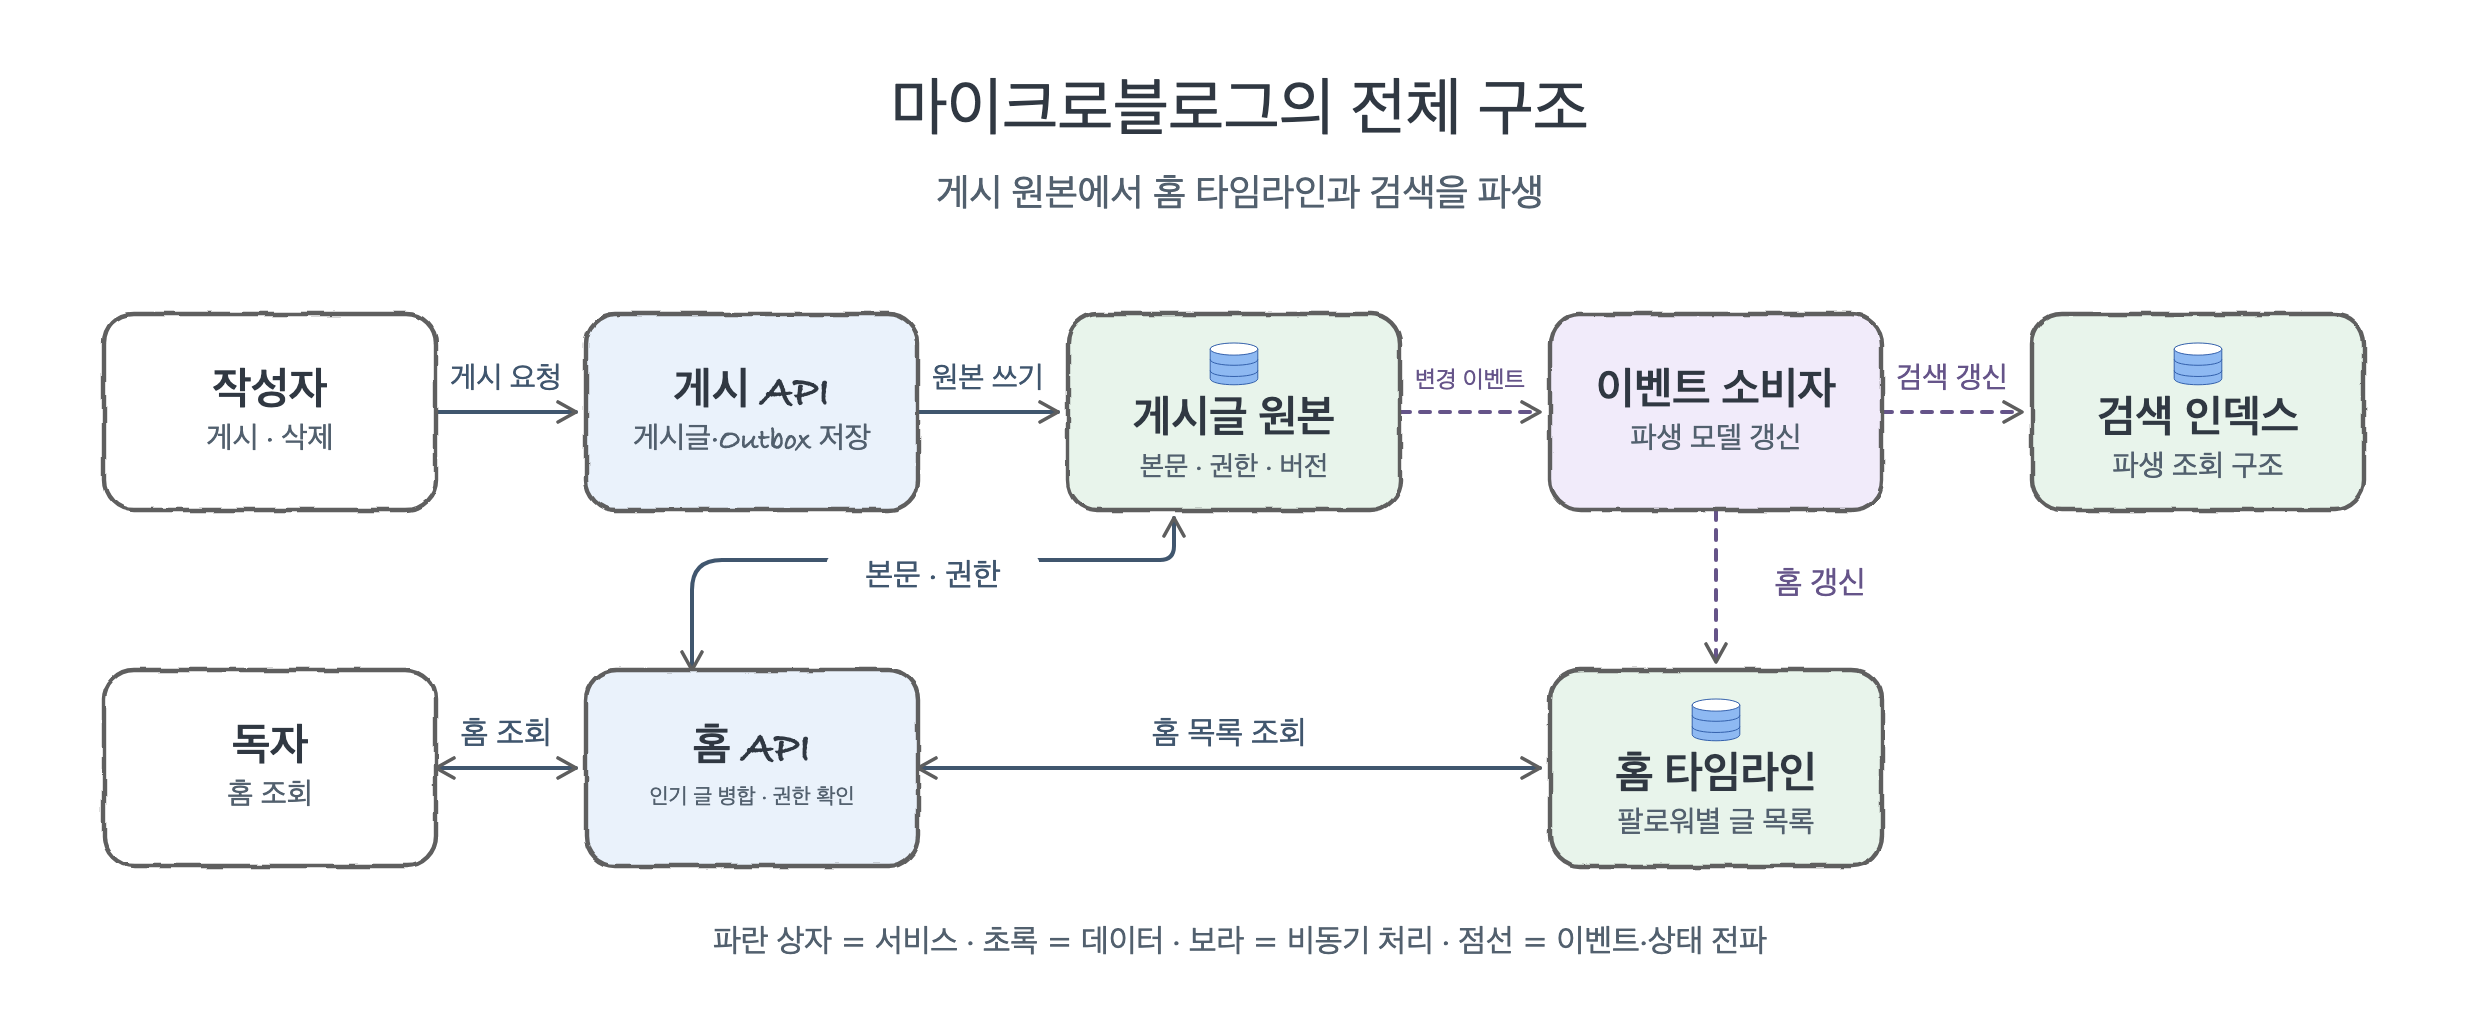 마이크로블로그의 전체 구조
게시 원본에서 홈 타임라인과 검색을 파생
작성자
게시 · 삭제
게시 요청
게시 API
게시글·Outbox 저장
원본 쓰기
게시글 원본
본문 · 권한 · 버전
변경 이벤트
이벤트 소비자
파생 모델 갱신
검색 갱신
검색 인덱스
파생 조회 구조
본문 · 권한
홈 갱신
독자
홈 조회
홈 조회
홈 API
인기 글 병합 · 권한 확인
홈 목록 조회
홈 타임라인
팔로워별 글 목록
파란 상자 = 서비스 · 초록 = 데이터 · 보라 = 비동기 처리 · 점선 = 이벤트·상태 전파